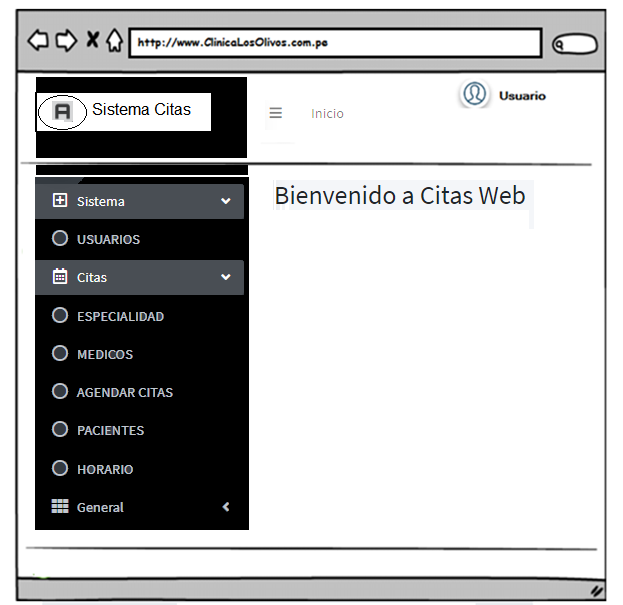 http://www.ClinicaLosOlivos.com.pe
A Sistema Citas
Inicio
Usuario
Bienvenido a Citas Web
Sistema
USUARIOS
Citas
ESPECIALIDAD
MEDICOS
AGENDAR CITAS
PACIENTES
HORARIO
General